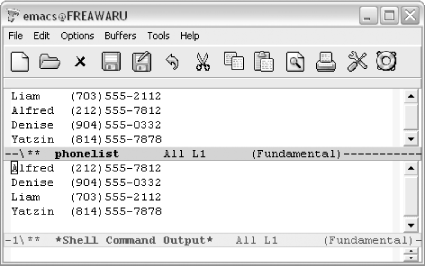 emacs@FREAWARU
File Edit Options Buffers Tools Help
Liam (703)555-2112
Alfred (212)555-7812
Denise (904)555-0332
Yatzin (814)555-7878
--\** phonelist All L1 (Fundamental)-----------
Alfred (212)555-7812
Denise (904)555-0332
Liam (703)555-2112
Yatzin (814)555-7878
-1\** *Shell Command Output* All L1 (Fundamental)-